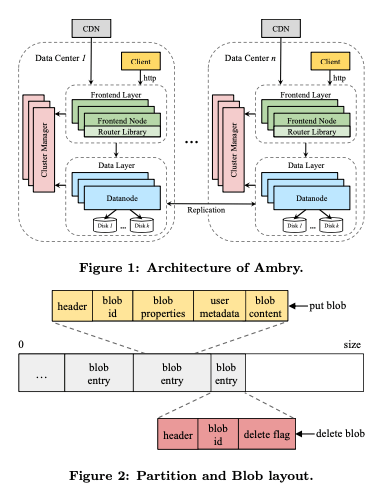 CDN
CDN
Data Center 1
Client
Data Center n
Client
http
http
Frontend Layer
Frontend Layer
Cluster Manager
Frontend Node
Router Library
Cluster Manager
Frontend Node
Router Library
...
Data Layer
Data Layer
Datanode
Datanode
Replication
Disk 1 ... Disk k
Disk 1 ... Disk k
Figure 1: Architecture of Ambry.
header
blob id
blob properties
user metadata
blob content
put blob
0
size
...
blob entry
blob entry
blob entry
header
blob id
delete flag
delete blob
Figure 2: Partition and Blob layout.